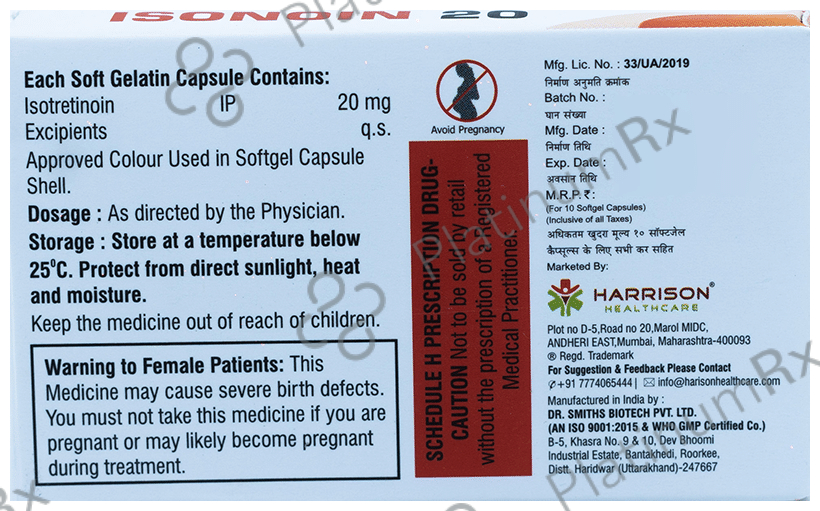 ISONOIN 20
Each Soft Gelatin Capsule Contains:
Isotretinoin IP 20 mg
Excipients q.s.
Approved Colour Used in Softgel Capsule
Shell.
Dosage : As directed by the Physician.
Storage : Store at a temperature below
25⁰C. Protect from direct sunlight, heat
and moisture.
Keep the medicine out of reach of children.
Warning to Female Patients: This
Medicine may cause severe birth defects.
You must not take this medicine if you are
pregnant or may likely become pregnant
during treatment.
Avoid Pregnancy
SCHEDULE H PRESCRIPTION DRUG-
CAUTION Not to be sold by retail
without the prescription of a registered
Medical Practitioner.
Mfg. Lic. No. : 33/UA/2019
निर्माण अनुमति क्रमांक
Batch No. :
घान संख्या
Mfg. Date :
निर्माण तिथि
Exp. Date :
अवसान तिथि
M.R.P. ₹ :
(For 10 Softgel Capsules)
(Inclusive of all Taxes)
अधिकतम खुदरा मूल्य १० सॉफ्टजेल
कैप्सूल्स के लिए सभी कर सहित
Marketed By:
HARRISON®
HEALTHCARE
Plot no D-5,Road no 20,Marol MIDC,
ANDHERI EAST,Mumbai, Maharashtra-400093
® Regd. Trademark
For Suggestion & Feedback Please Contact
✆+91 7774065444 | ✉ info@harisonhealthcare.com
Manufactured in India by :
DR. SMITHS BIOTECH PVT. LTD.
(AN ISO 9001:2015 & WHO GMP Certified Co.)
B-5, Khasra No. 9 & 10, Dev Bhoomi
Industrial Estate, Bantakhedi, Roorkee,
Distt. Haridwar (Uttarakhand)-247667
PlatinumRx
PlatinumRx
PlatinumRx